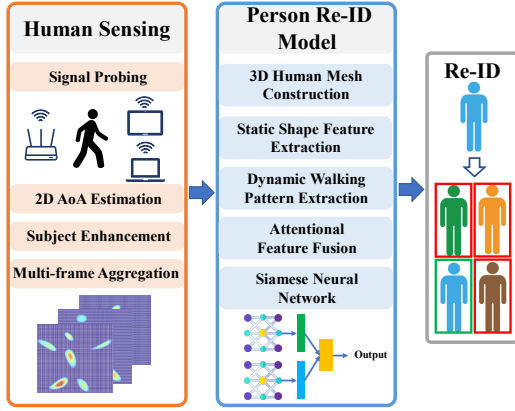 Human Sensing
Signal Probing
2D AoA Estimation
Subject Enhancement
Multi-frame Aggregation
Person Re-ID
Model
3D Human Mesh
Construction
Static Shape Feature
Extraction
Dynamic Walking
Pattern Extraction
Attentional
Feature Fusion
Siamese Neural
Network
Output
Re-ID